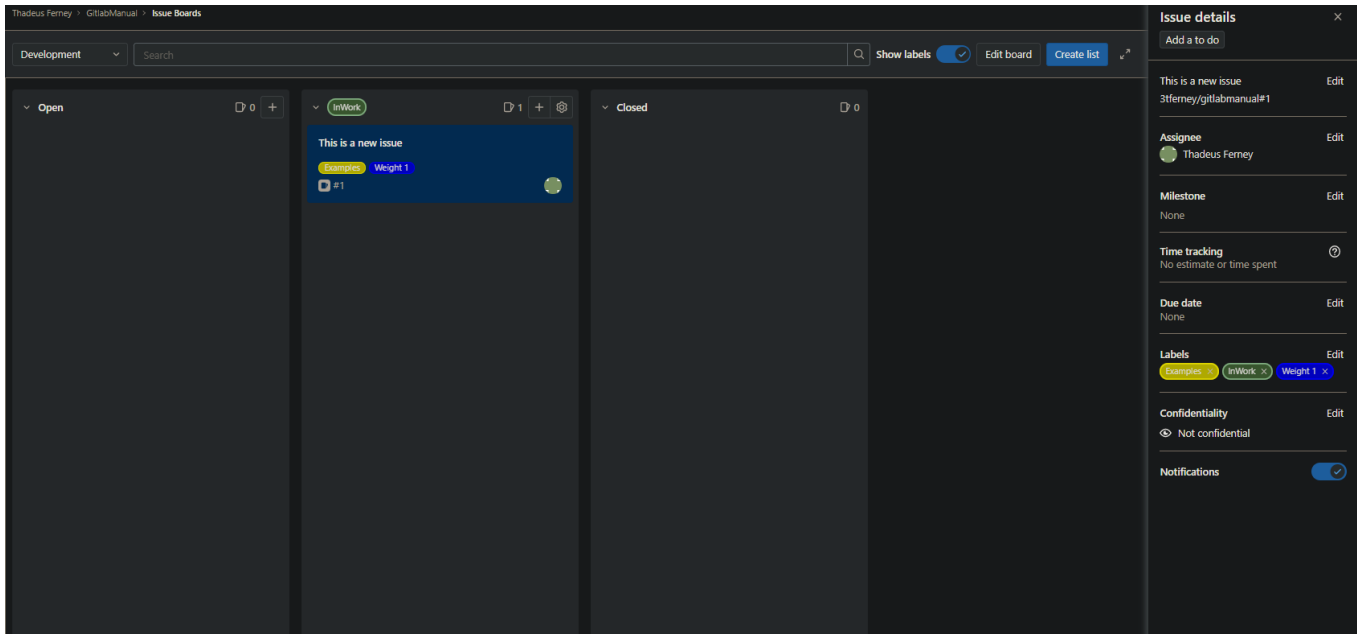 Thadeus Ferney > GitlabManual > Issue Boards
Development
Search
Show labels
Edit board
Create list
Open
0
InWork
1
Closed
0
This is a new issue
Examples
Weight 1
#1
Issue details
Add a to do
This is a new issue
Edit
3tferney/gitlabmanual#1
Assignee
Edit
Thadeus Ferney
Milestone
Edit
None
Time tracking
No estimate or time spent
Due date
Edit
None
Labels
Edit
Examples × InWork × Weight 1 ×
Confidentiality
Edit
Not confidential
Notifications